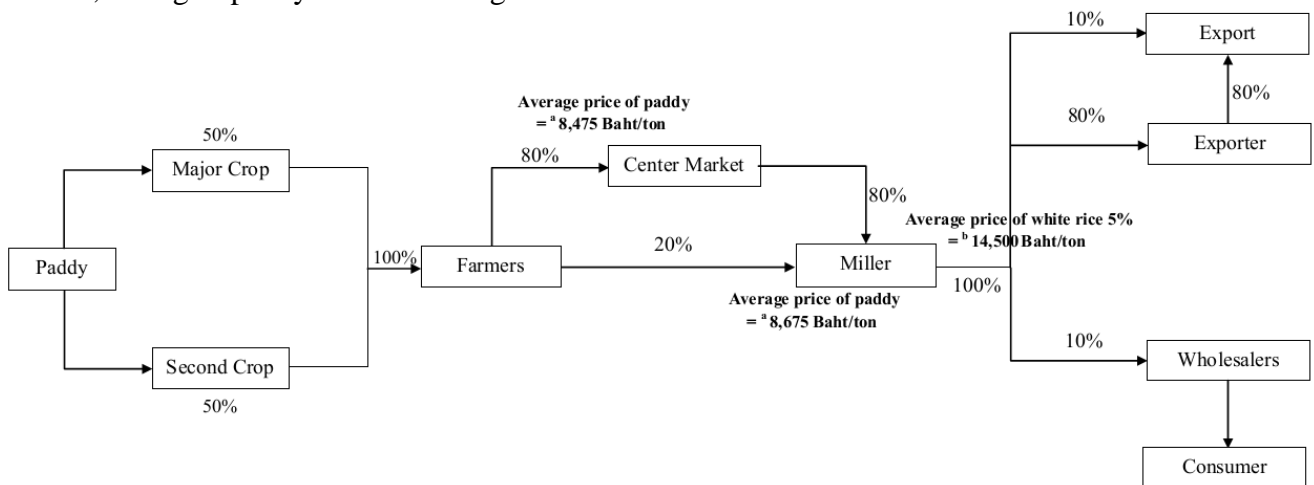 10%
Export
Average price of paddy
= a 8,475 Baht/ton
80%
50%
80%
80%
Center Market
Exporter
Major Crop
80%
Average price of white rice 5%
= b 14,500 Baht/ton
100%
20%
Paddy
Farmers
Miller
100%
Average price of paddy
= a 8,675 Baht/ton
10%
Second Crop
Wholesalers
50%
Consumer